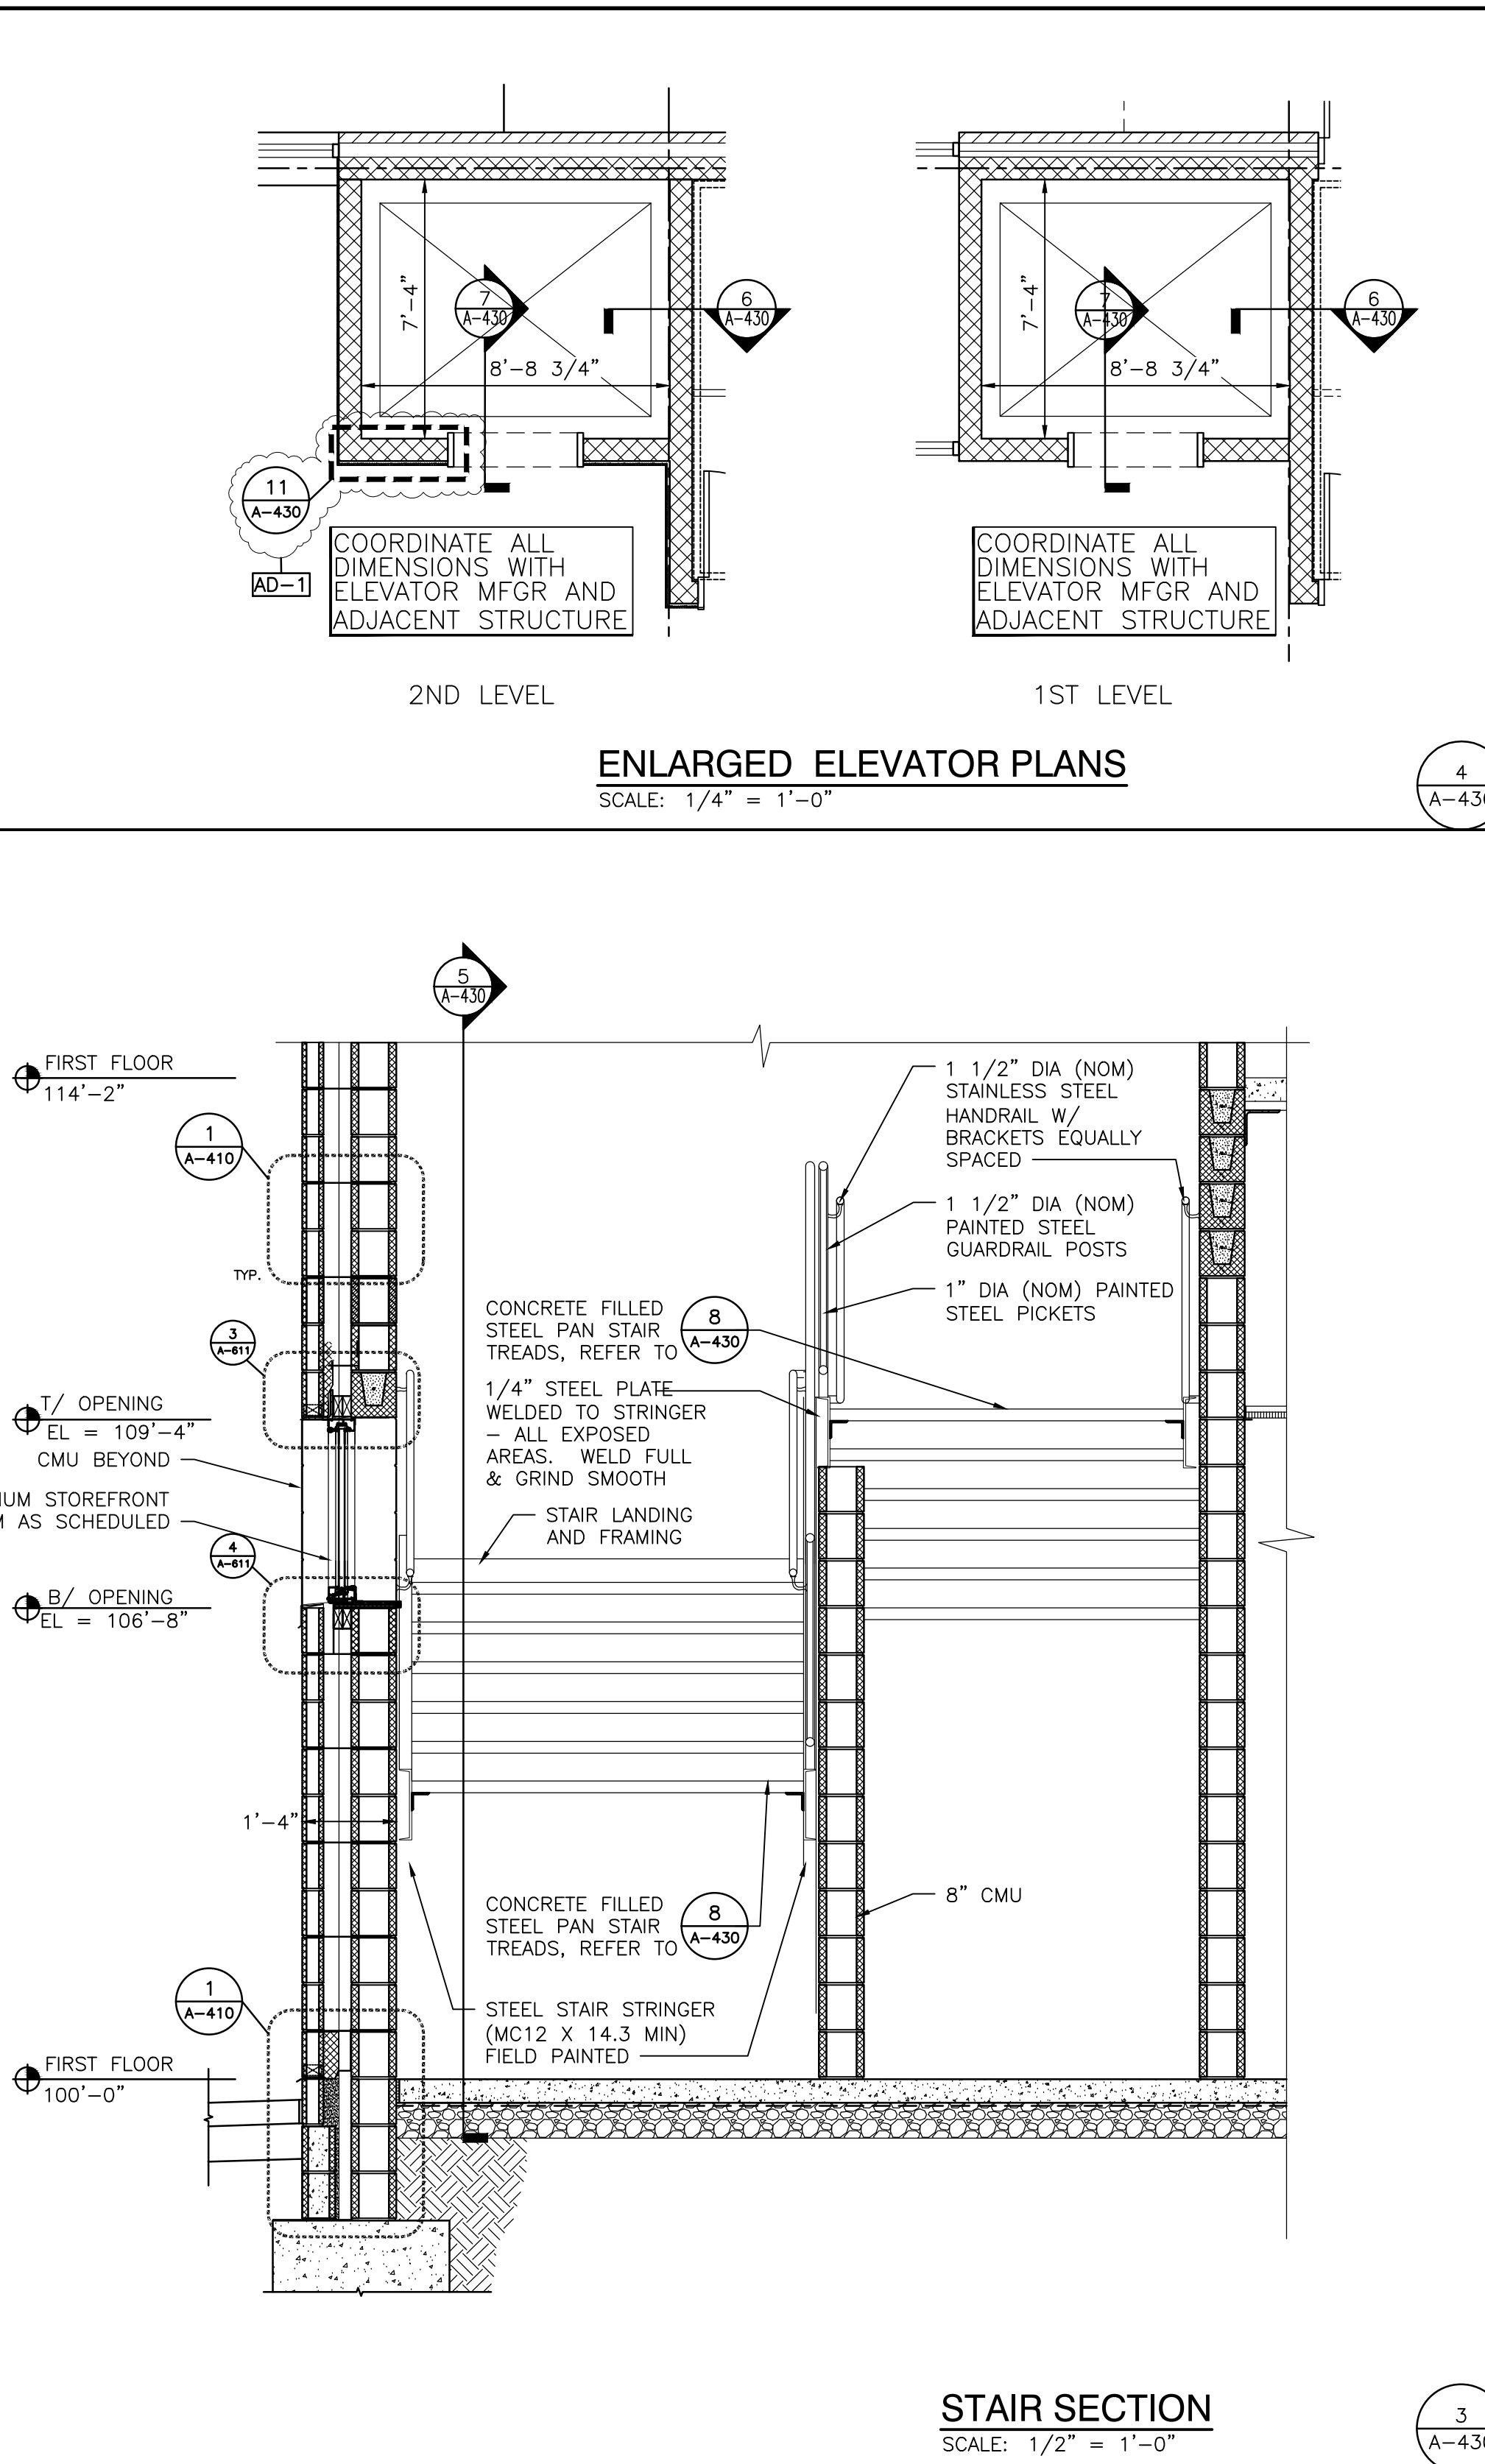 7'-4"
7
A-430
6
A-430
8'-8 3/4"
11
A-430
AD-1
COORDINATE ALL
DIMENSIONS WITH
ELEVATOR MFGR AND
ADJACENT STRUCTURE
2ND LEVEL
7'-4"
7
A-430
6
A-430
8'-8 3/4"
COORDINATE ALL
DIMENSIONS WITH
ELEVATOR MFGR AND
ADJACENT STRUCTURE
1ST LEVEL
ENLARGED ELEVATOR PLANS
SCALE: 1/4" = 1'-0"
4
A-430
5
A-430
FIRST FLOOR
114'-2"
1
A-410
TYP.
3
A-611
T/ OPENING
EL = 109'-4"
CMU BEYOND
UM STOREFRONT
AS SCHEDULED
4
A-611
B/ OPENING
EL = 106'-8"
1'-4"
1
A-410
FIRST FLOOR
100'-0"
1 1/2" DIA (NOM)
STAINLESS STEEL
HANDRAIL W/
BRACKETS EQUALLY
SPACED
1 1/2" DIA (NOM)
PAINTED STEEL
GUARDRAIL POSTS
1" DIA (NOM) PAINTED
STEEL PICKETS
CONCRETE FILLED
STEEL PAN STAIR
TREADS, REFER TO
8
A-430
1/4" STEEL PLATE
WELDED TO STRINGER
- ALL EXPOSED
AREAS. WELD FULL
& GRIND SMOOTH
STAIR LANDING
AND FRAMING
CONCRETE FILLED
STEEL PAN STAIR
TREADS, REFER TO
8
A-430
8" CMU
STEEL STAIR STRINGER
(MC12 X 14.3 MIN)
FIELD PAINTED
STAIR SECTION
SCALE: 1/2" = 1'-0"
3
A-430